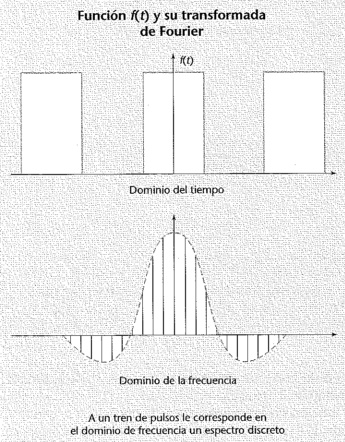 Función f(t) y su transformada
de Fourier
f(t)
Dominio del tiempo
Dominio de la frecuencia
A un tren de pulsos le corresponde en
el dominio de frecuencia un espectro discreto